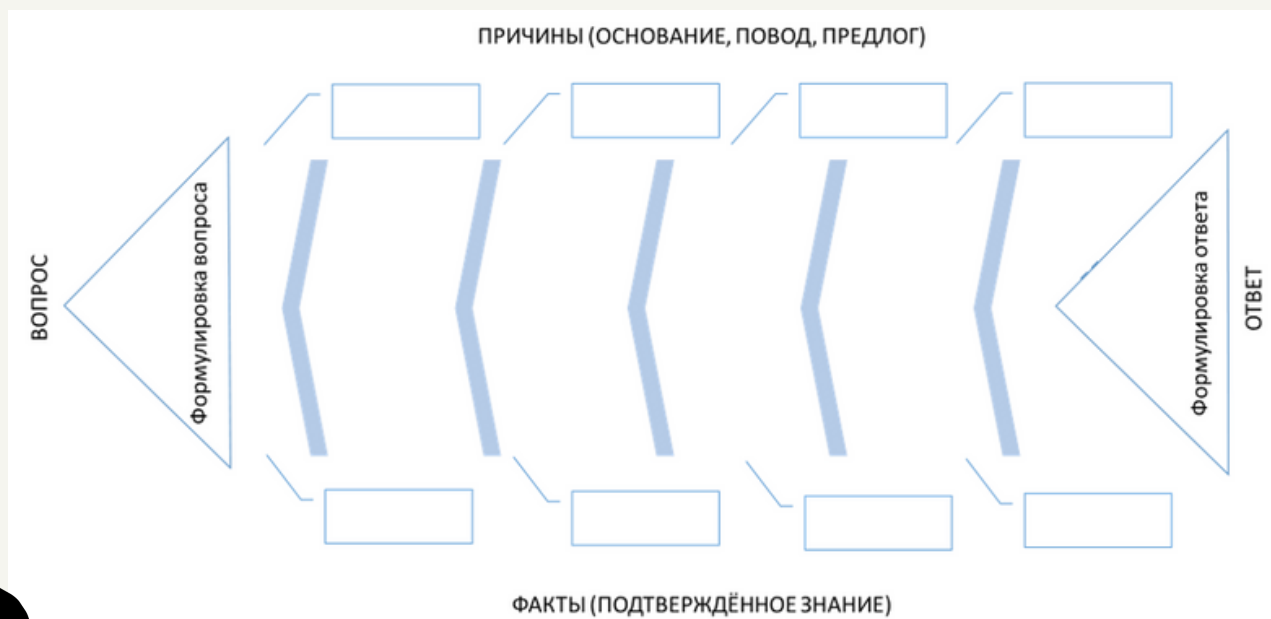 ПРИЧИНЫ (ОСНОВАНИЕ, ПОВОД, ПРЕДЛОГ)
ВОПРОС
Формулировка вопроса
Формулировка ответа
ОТВЕТ
ФАКТЫ (ПОДТВЕРЖДЁННОЕ ЗНАНИЕ)